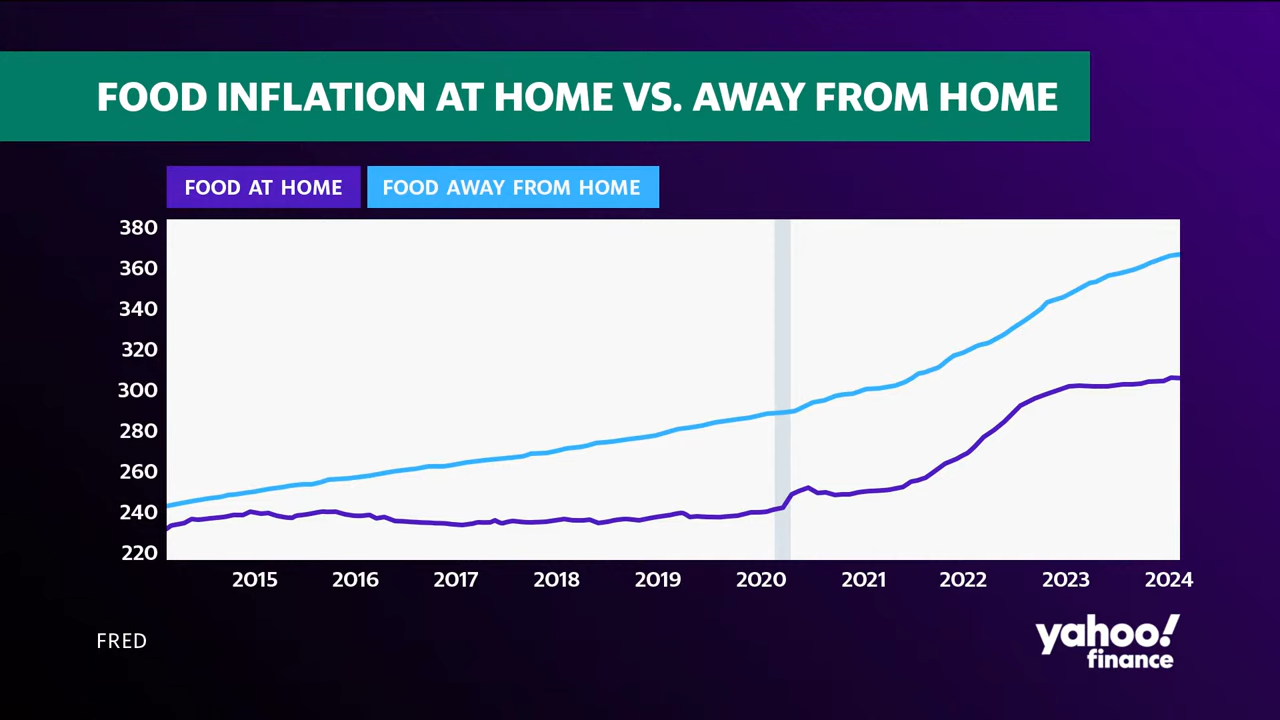 FOOD INFLATION AT HOME VS. AWAY FROM HOME
FOOD AT HOME
FOOD AWAY FROM HOME
380
360
340
320
300
280
260
240
220
2015 2016 2017 2018 2019 2020 2021 2022 2023 2024
FRED
yahoo!
finance